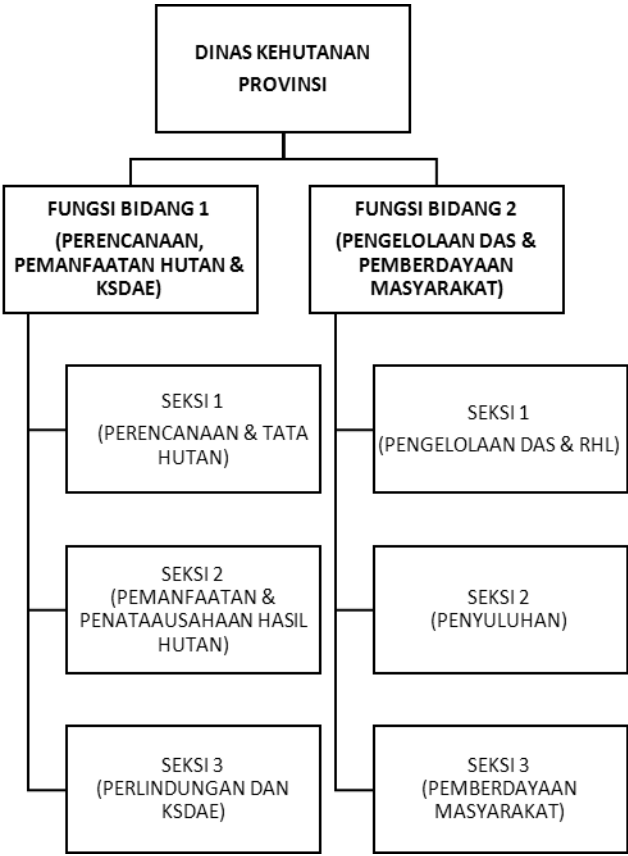 DINAS KEHUTANAN
PROVINSI
FUNGSI BIDANG 1
(PERENCANAAN,
PEMANFAATAN HUTAN &
KSDAE)
FUNGSI BIDANG 2
(PENGELOLAAN DAS &
PEMBERDAYAAN
MASYARAKAT)
SEKSI 1
(PERENCANAAN & TATA
HUTAN)
SEKSI 2
(PEMANFAATAN &
PENATAAUSAHAAN HASIL
HUTAN)
SEKSI 3
(PERLINDUNGAN DAN
KSDAE)
SEKSI 1
(PENGELOLAAN DAS & RHL)
SEKSI 2
(PENYULUHAN)
SEKSI 3
(PEMBERDAYAAN
MASYARAKAT)